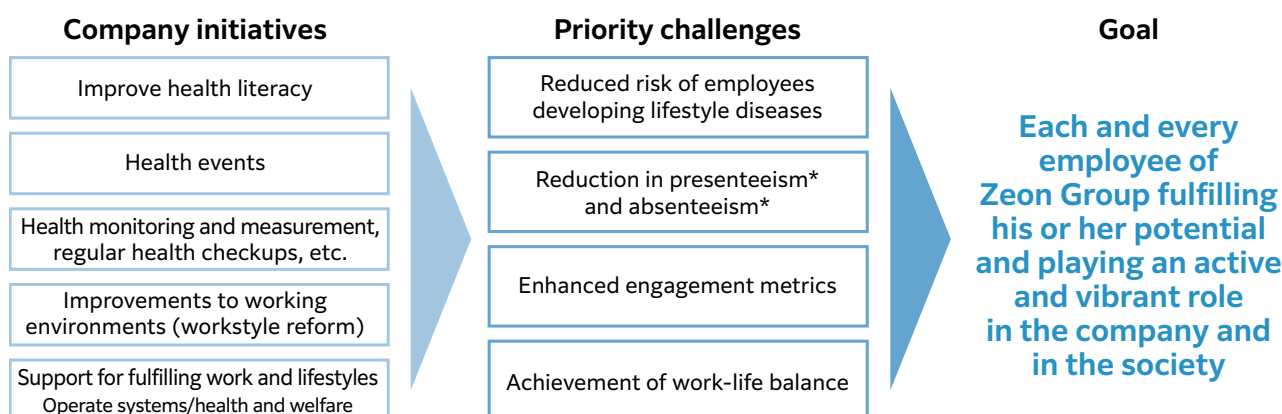 Company initiatives
Improve health literacy
Health events
Health monitoring and measurement,
regular health checkups, etc.
Improvements to working
environments (workstyle reform)
Support for fulfilling work and lifestyles
Operate systems/health and welfare
Priority challenges
Reduced risk of employees
developing lifestyle diseases
Reduction in presenteeism*
and absenteeism*
Enhanced engagement metrics
Achievement of work-life balance
Goal
Each and every
employee of
Zeon Group fulfilling
his or her potential
and playing an active
and vibrant role
in the company and
in the society